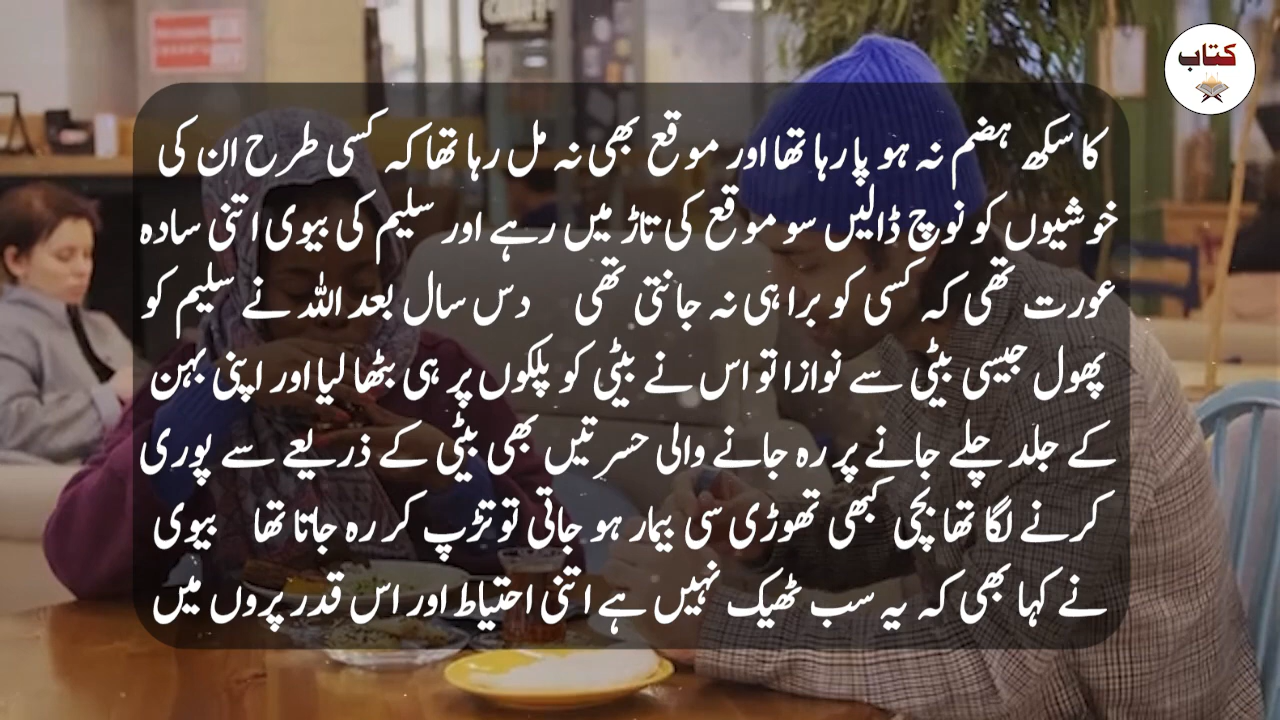 کتاب
کا سکھ ہضم نہ ہو پا رہا تھا اور موقع بھی نہ مل رہا تھا کہ کسی طرح ان کی
خوشیوں کو نوچ ڈالیں سو موقع کی تاڑ میں رہے اور سلیم کی بیوی اتنی سادہ
عورت تھی کہ کسی کو برا ہی نہ جانتی تھی دس سال بعد اللہ نے سلیم کو
پھول جیسی بیٹی سے نوازا تو اس نے بیٹی کو پلکوں پر ہی بٹھا لیا اور اپنی بہن
کے جلد چلے جانے پر رہ جانے والی حسرتیں بھی بیٹی کے ذریعے سے پوری
کرنے لگا تھا بچی کبھی تھوڑی سی بیمار ہو جاتی تو تڑپ کر رہ جاتا تھا بیوی
نے کہا بھی کہ یہ سب ٹھیک نہیں ہے اتنی احتیاط اور اس قدر پروں میں